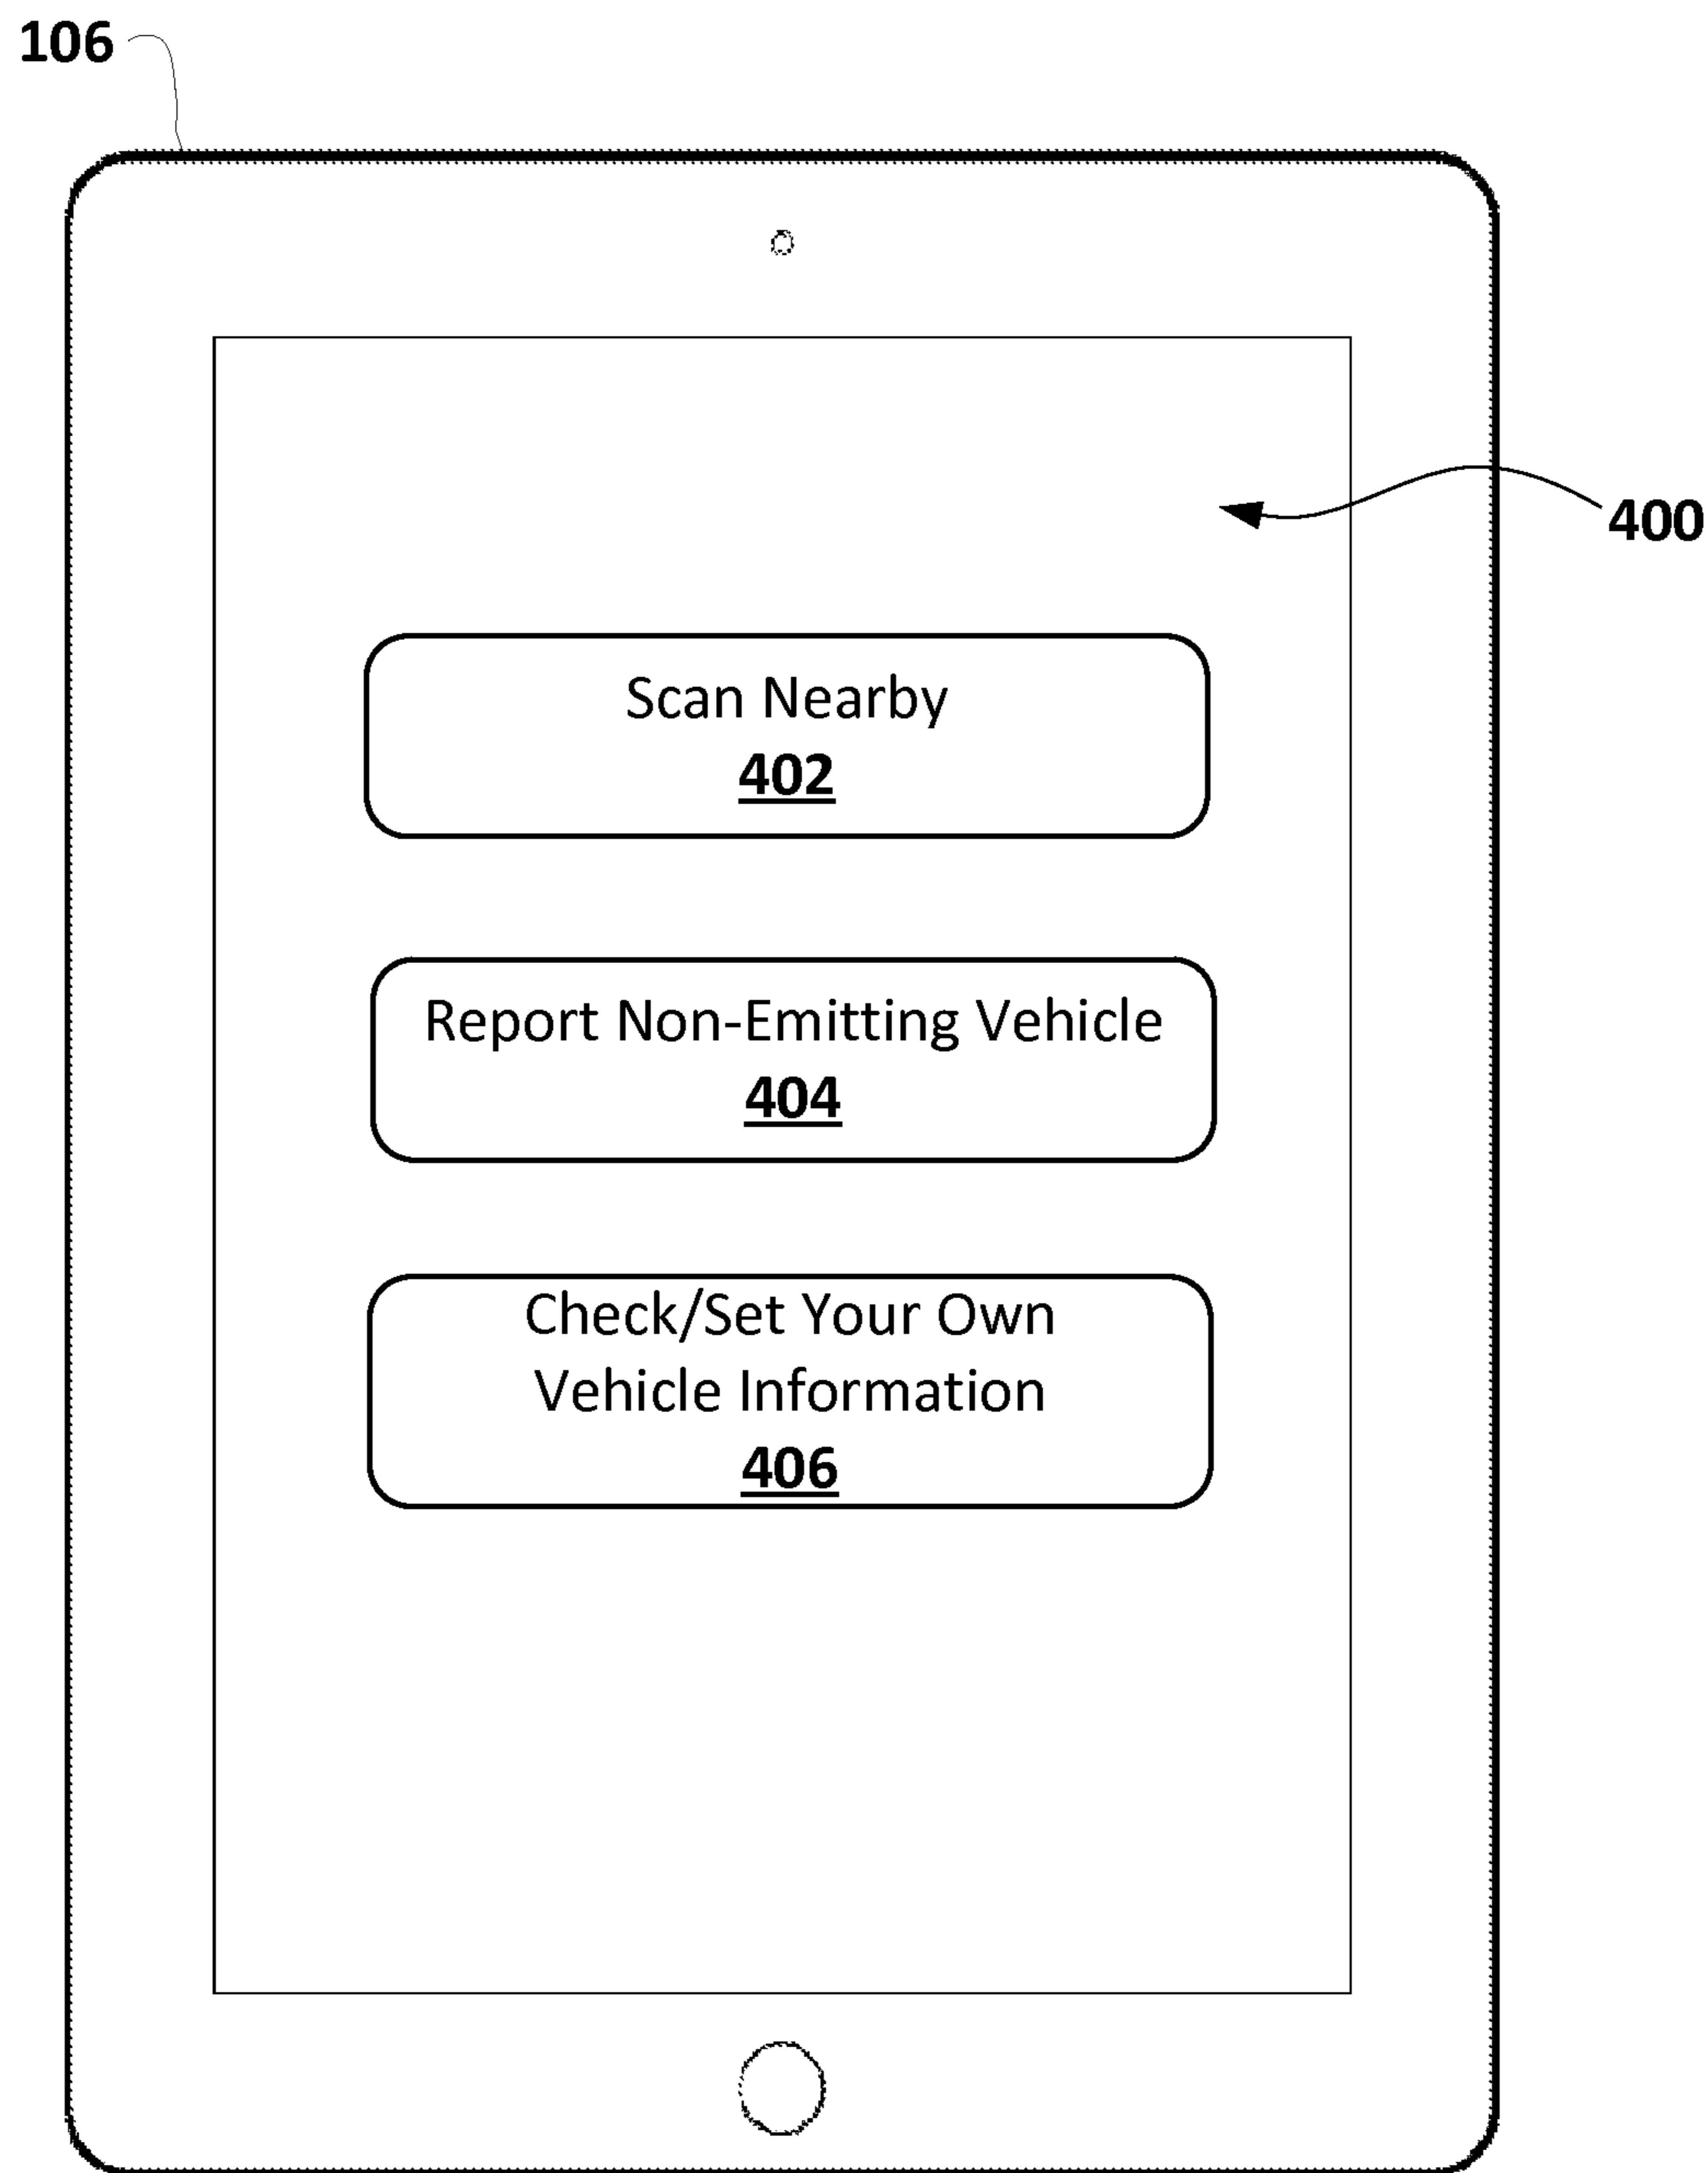 106
400
Scan Nearby
402
Report Non-Emitting Vehicle
404
Check/Set Your Own
Vehicle Information
406